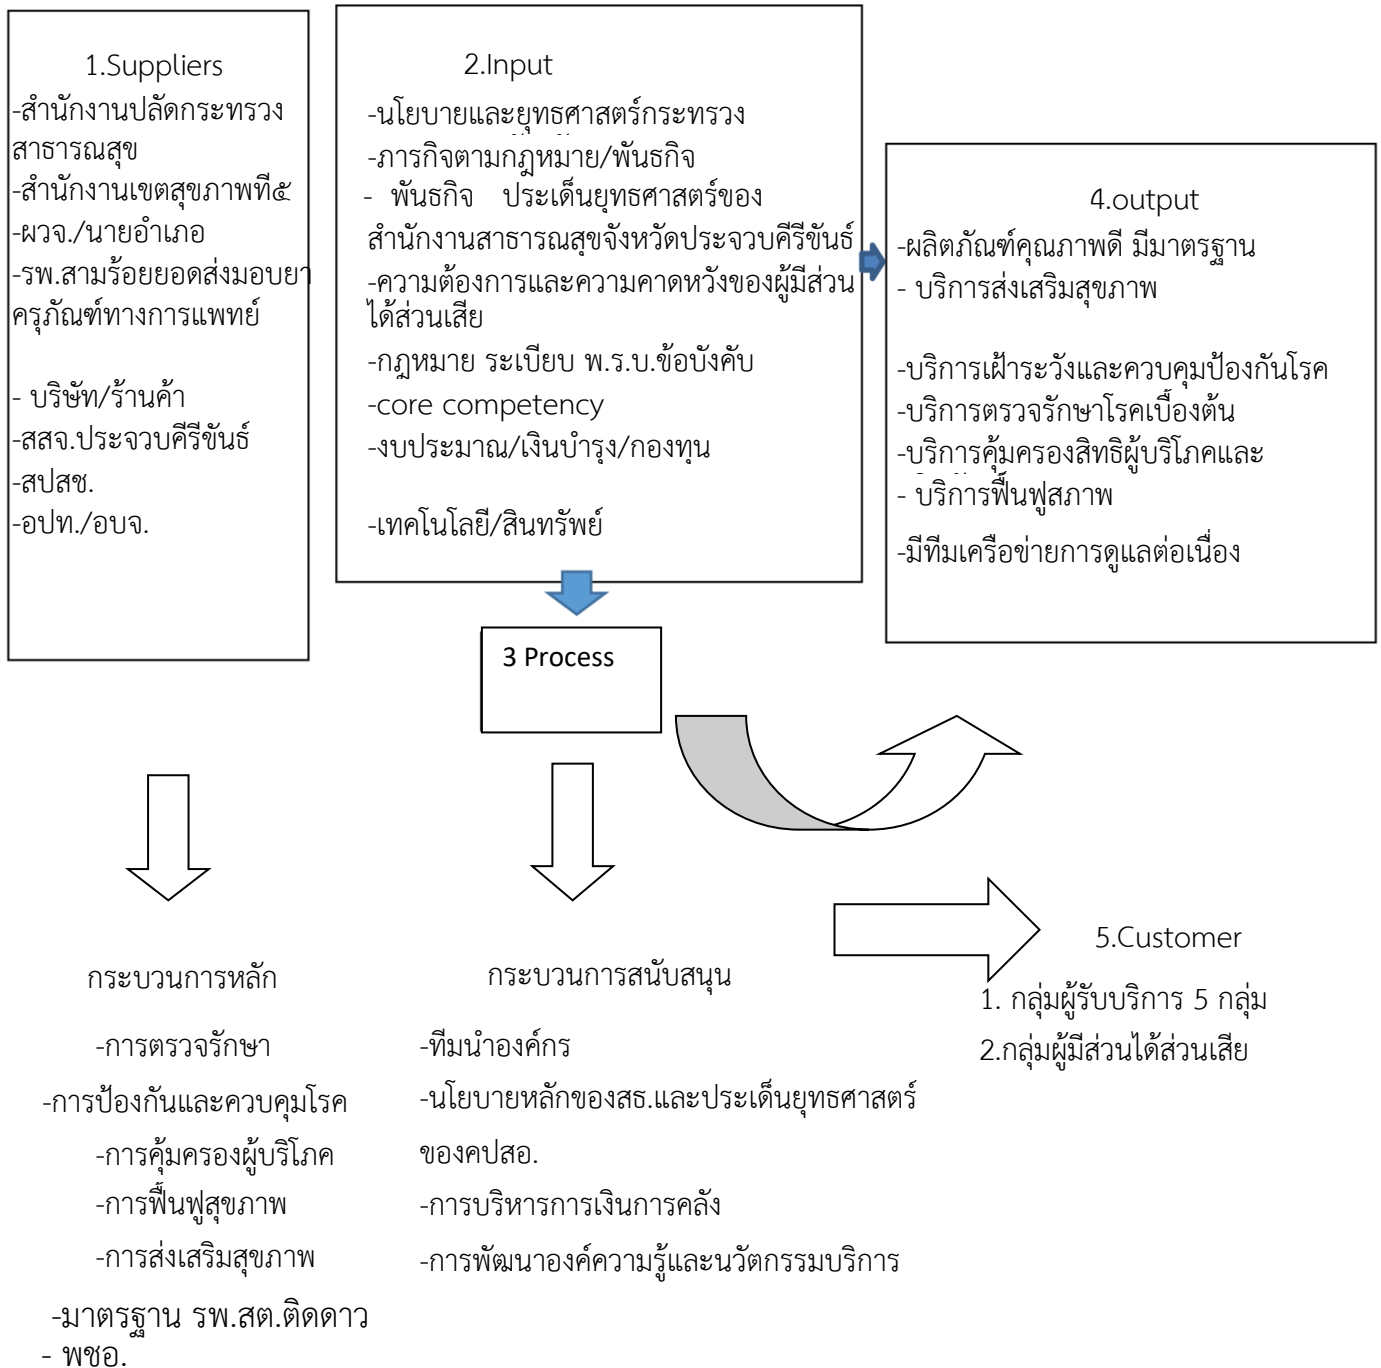 1.Suppliers
-สำนักงานปลัดกระทรวง
สาธารณสุข
-สำนักงานเขตสุขภาพที่๕
-ผวจ./นายอำเภอ
-รพ.สามร้อยยอดส่งมอบยา
ครุภัณฑ์ทางการแพทย์
- บริษัท/ร้านค้า
-สสจ.ประจวบคีรีขันธ์
-สปสช.
-อปท./อบจ.
2.Input
-นโยบายและยุทธศาสตร์กระทรวง
-ภารกิจตามกฎหมาย/พันธกิจ
- พันธกิจ ประเด็นยุทธศาสตร์ของ
สำนักงานสาธารณสุขจังหวัดประจวบคีรีขันธ์
-ความต้องการและความคาดหวังของผู้มีส่วน
ได้ส่วนเสีย
-กฎหมาย ระเบียบ พ.ร.บ.ข้อบังคับ
-core competency
-งบประมาณ/เงินบำรุง/กองทุน
-เทคโนโลยี/สินทรัพย์
4.output
-ผลิตภัณฑ์คุณภาพดี มีมาตรฐาน
- บริการส่งเสริมสุขภาพ
-บริการเฝ้าระวังและควบคุมป้องกันโรค
-บริการตรวจรักษาโรคเบื้องต้น
-บริการคุ้มครองสิทธิผู้บริโภคและ
- บริการฟื้นฟูสภาพ
-มีทีมเครือข่ายการดูแลต่อเนื่อง
3 Process
กระบวนการหลัก
-การตรวจรักษา
-การป้องกันและควบคุมโรค
-การคุ้มครองผู้บริโภค
-การฟื้นฟูสุขภาพ
-การส่งเสริมสุขภาพ
-มาตรฐาน รพ.สต.ติดดาว
- พชอ.
กระบวนการสนับสนุน
-ทีมนำองค์กร
-นโยบายหลักของสธ.และประเด็นยุทธศาสตร์
ของคปสอ.
-การบริหารการเงินการคลัง
-การพัฒนาองค์ความรู้และนวัตกรรมบริการ
5.Customer
1. กลุ่มผู้รับบริการ 5 กลุ่ม
2.กลุ่มผู้มีส่วนได้ส่วนเสีย